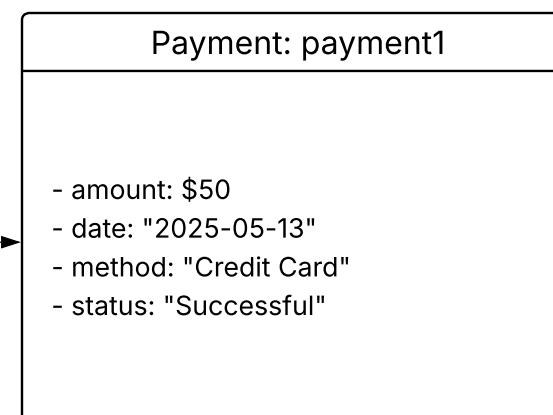 Payment: payment1
- amount: $50
- date: "2025-05-13"
- method: "Credit Card"
- status: "Successful"